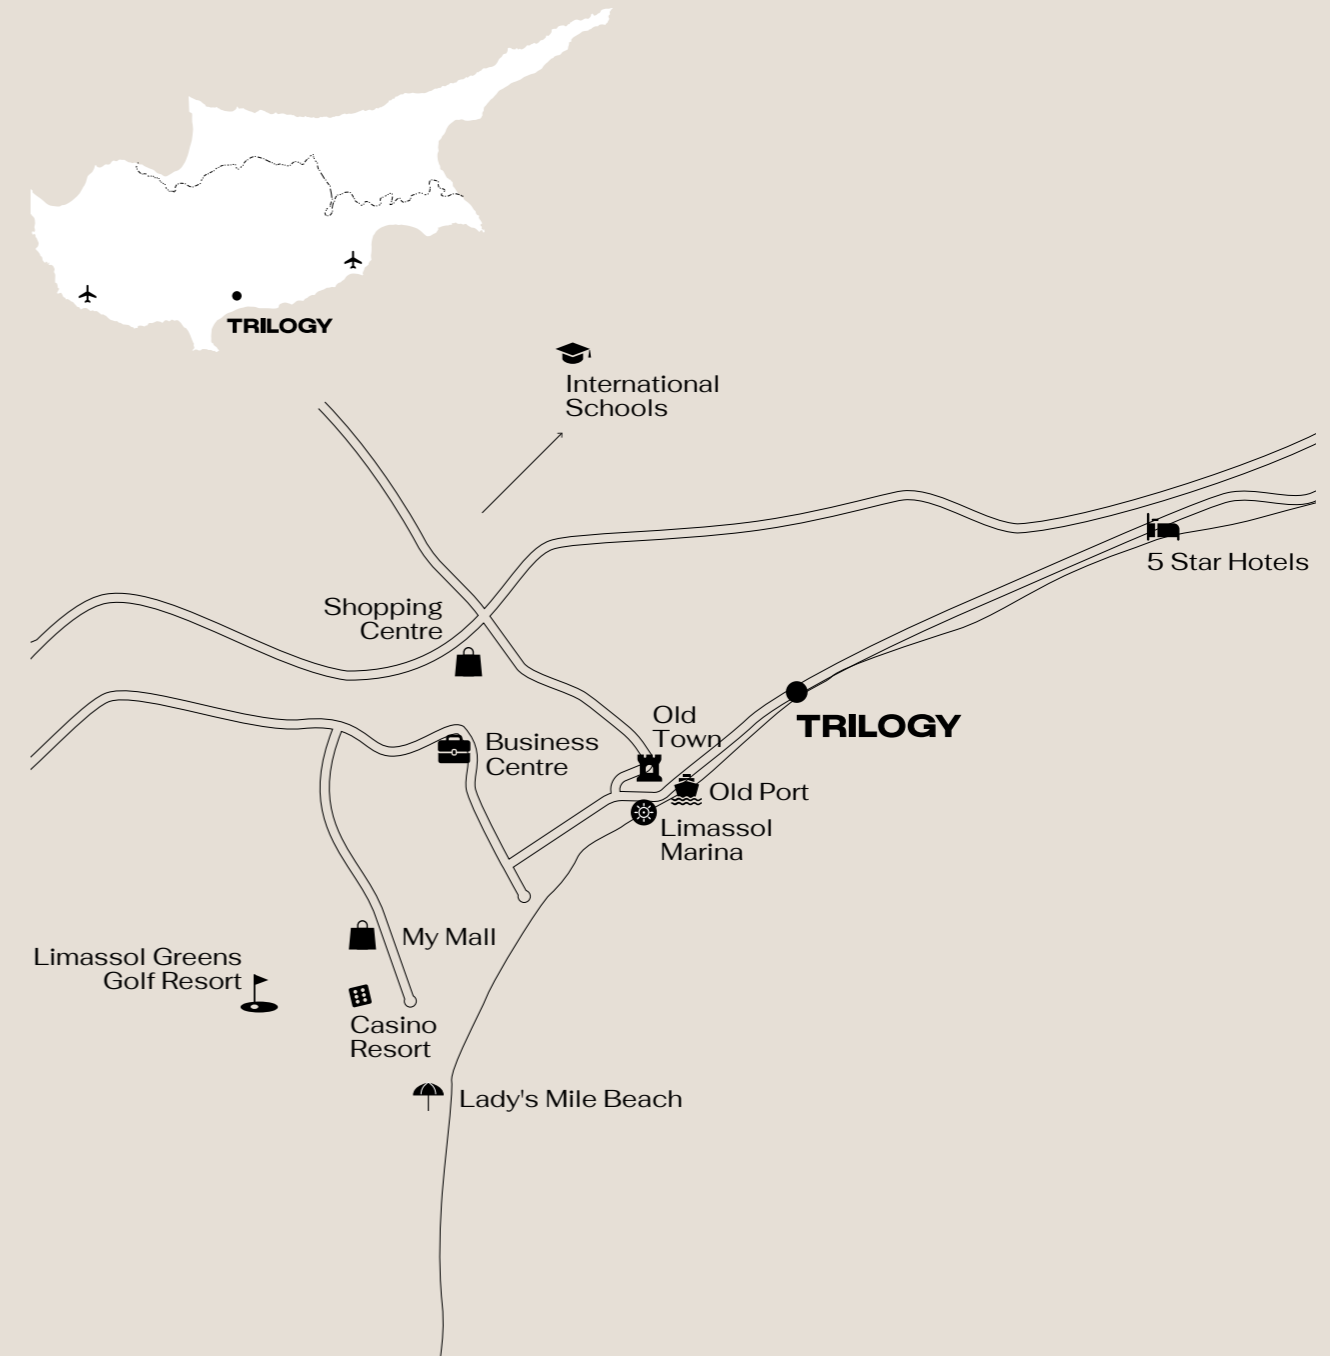 TRILOGY
International
Schools
5 Star Hotels
Shopping
Centre
Old
Town
TRILOGY
Business
Centre
Old Port
Limassol
Marina
My Mall
Limassol Greens
Golf Resort
Casino
Resort
Lady's Mile Beach